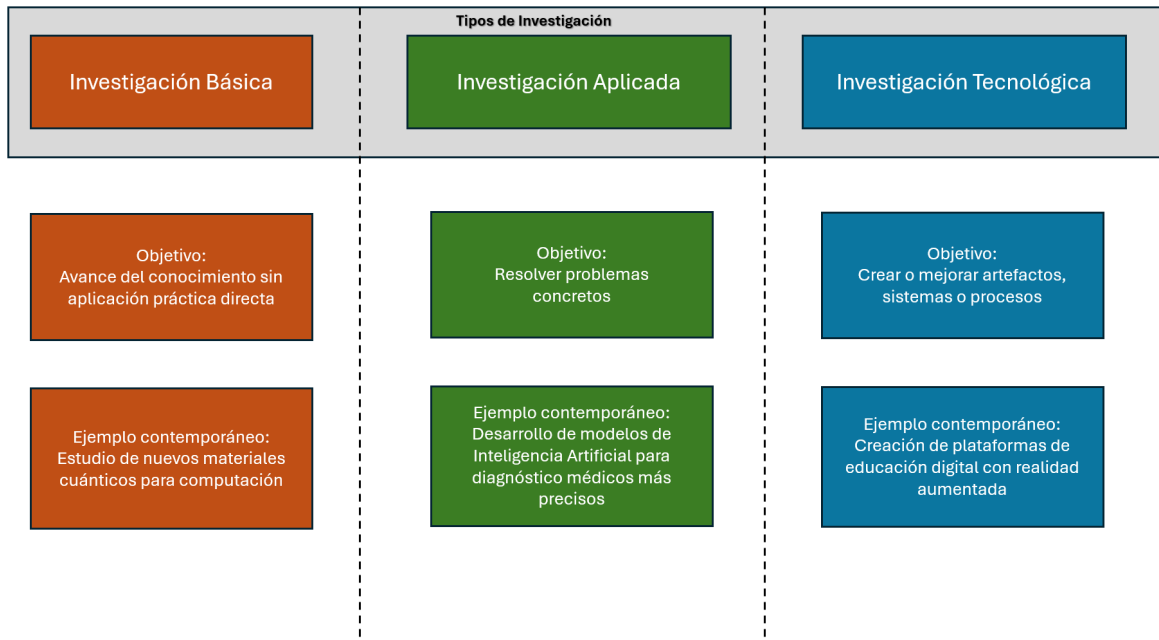 Tipos de Investigación
Investigación Básica
Investigación Aplicada
Investigación Tecnológica
Objetivo:
Avance del conocimiento sin
aplicación práctica directa
Objetivo:
Resolver problemas
concretos
Objetivo:
Crear o mejorar artefactos,
sistemas o procesos
Ejemplo contemporáneo:
Estudio de nuevos materiales
cuánticos para computación
Ejemplo contemporáneo:
Desarrollo de modelos de
Inteligencia Artificial para
diagnóstico médicos más
precisos
Ejemplo contemporáneo:
Creación de plataformas de
educación digital con realidad
aumentada